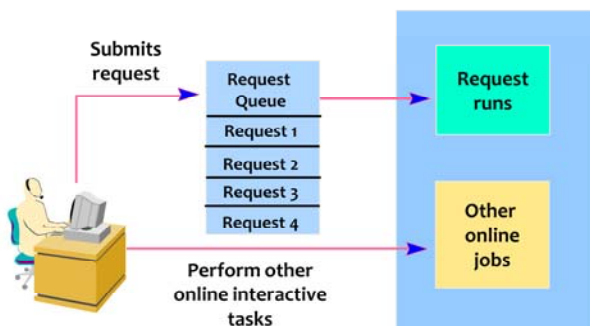 Submits
request
Request
Queue
Request 1
Request 2
Request 3
Request 4
Request
runs
Other
online
jobs
Perform other
online interactive
tasks